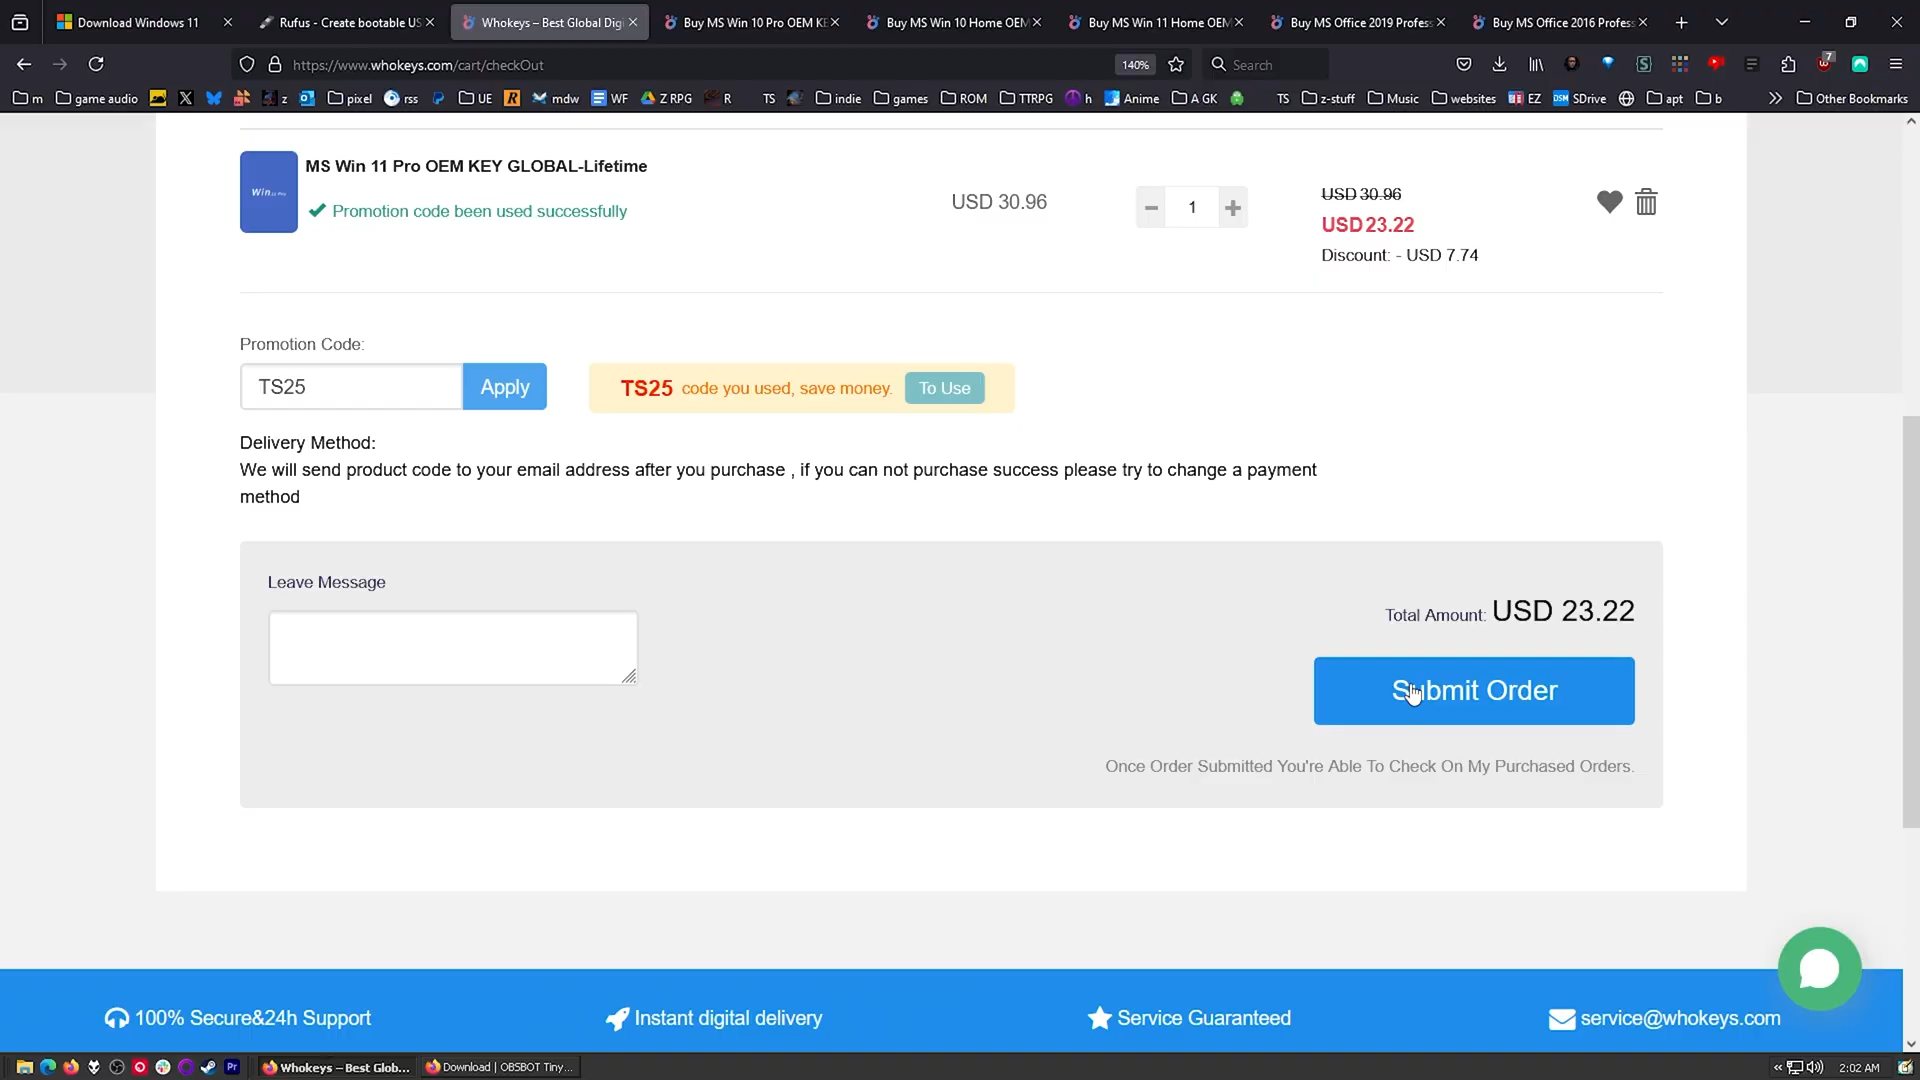 Download Windows 11
Rufus - Create bootable US
Whokeys – Best Global Digi
Buy MS Win 10 Pro OEM KE
Buy MS Win 10 Home OEM
Buy MS Win 11 Home OEM
Buy MS Office 2019 Profess
Buy MS Office 2016 Profess
https://www.whokeys.com/cart/checkOut
140%
Search
7
m
game audio
z
pixel
rss
UE
mdw
WF
Z RPG
R
TS
indie
games
ROM
TTRPG
h
Anime
A GK
TS
z-stuff
Music
websites
EZ
SDrive
apt
b
Other Bookmarks
MS Win 11 Pro OEM KEY GLOBAL-Lifetime
Promotion code been used successfully
USD 30.96
1
USD 30.96
USD 23.22
Discount: - USD 7.74
Promotion Code:
TS25
Apply
TS25 code you used, save money.
To Use
Delivery Method:
We will send product code to your email address after you purchase , if you can not purchase success please try to change a payment
method
Leave Message
Total Amount: USD 23.22
Submit Order
Once Order Submitted You're Able To Check On My Purchased Orders.
100% Secure&24h Support
Instant digital delivery
Service Guaranteed
service@whokeys.com
Whokeys – Best Glob...
Download | OBSBOT Tiny...
2:02 AM